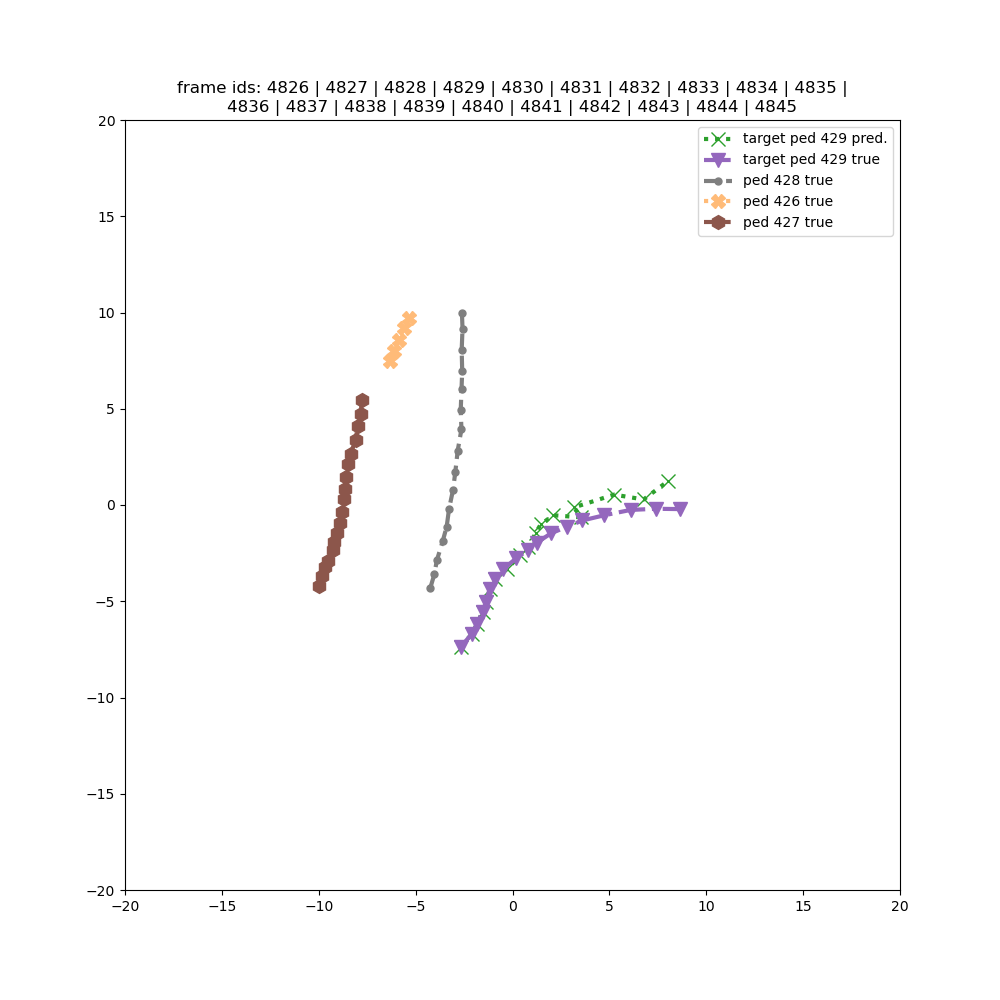 frame ids: 4826 | 4827 | 4828 | 4829 | 4830 | 4831 | 4832 | 4833 | 4834 | 4835 |
4836 | 4837 | 4838 | 4839 | 4840 | 4841 | 4842 | 4843 | 4844 | 4845
target ped 429 pred.
target ped 429 true
ped 428 true
ped 426 true
ped 427 true
20
15
10
5
0
−5
−10
−15
−20
−20 −15 −10 −5 0 5 10 15 20